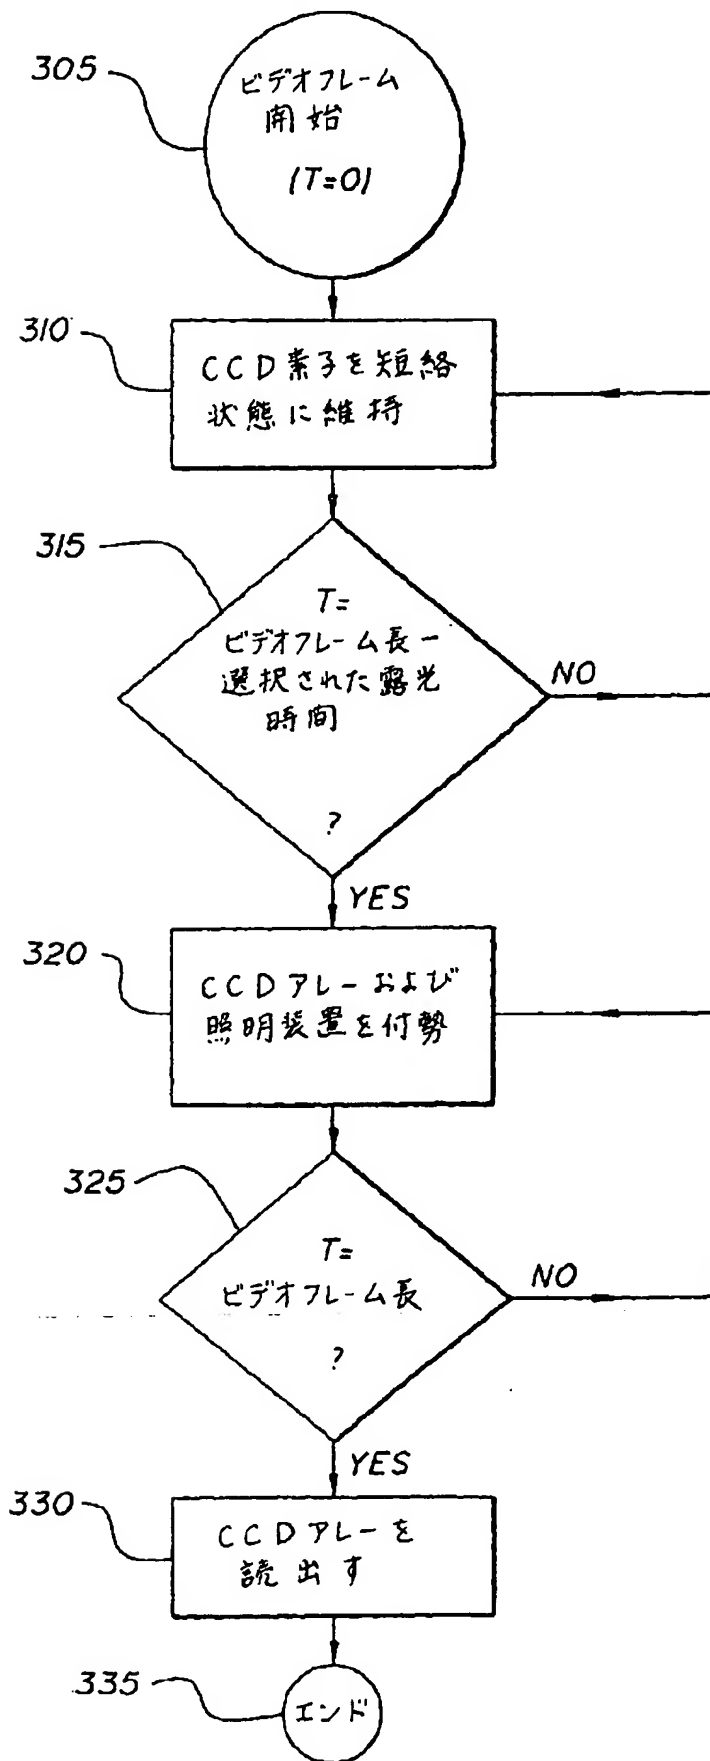 305
ビデオフレーム
開始
(T=0)
310
CCD素子を短絡
状態に維持
315
T=
ビデオフレーム長−
選択された露光
時間
?
NO
YES
320
CCDアレーおよび
照明装置を付勢
325
T=
ビデオフレーム長
?
NO
YES
330
CCDアレーを
読出す
335
エンド